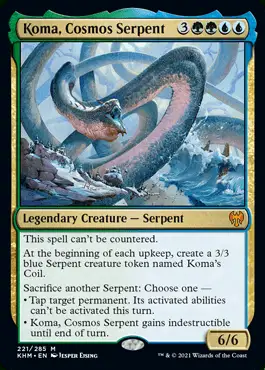 Koma, Cosmos Serpent 3
Legendary Creature — Serpent
This spell can't be countered.
At the beginning of each upkeep, create a 3/3
blue Serpent creature token named Koma's
Coil.
Sacrifice another Serpent: Choose one —
• Tap target permanent. Its activated abilities
can't be activated this turn.
• Koma, Cosmos Serpent gains indestructible
until end of turn.
6/6
221/285 M
KHM • EN Jesper Ejsing
™ & © 2021 Wizards of the Coast